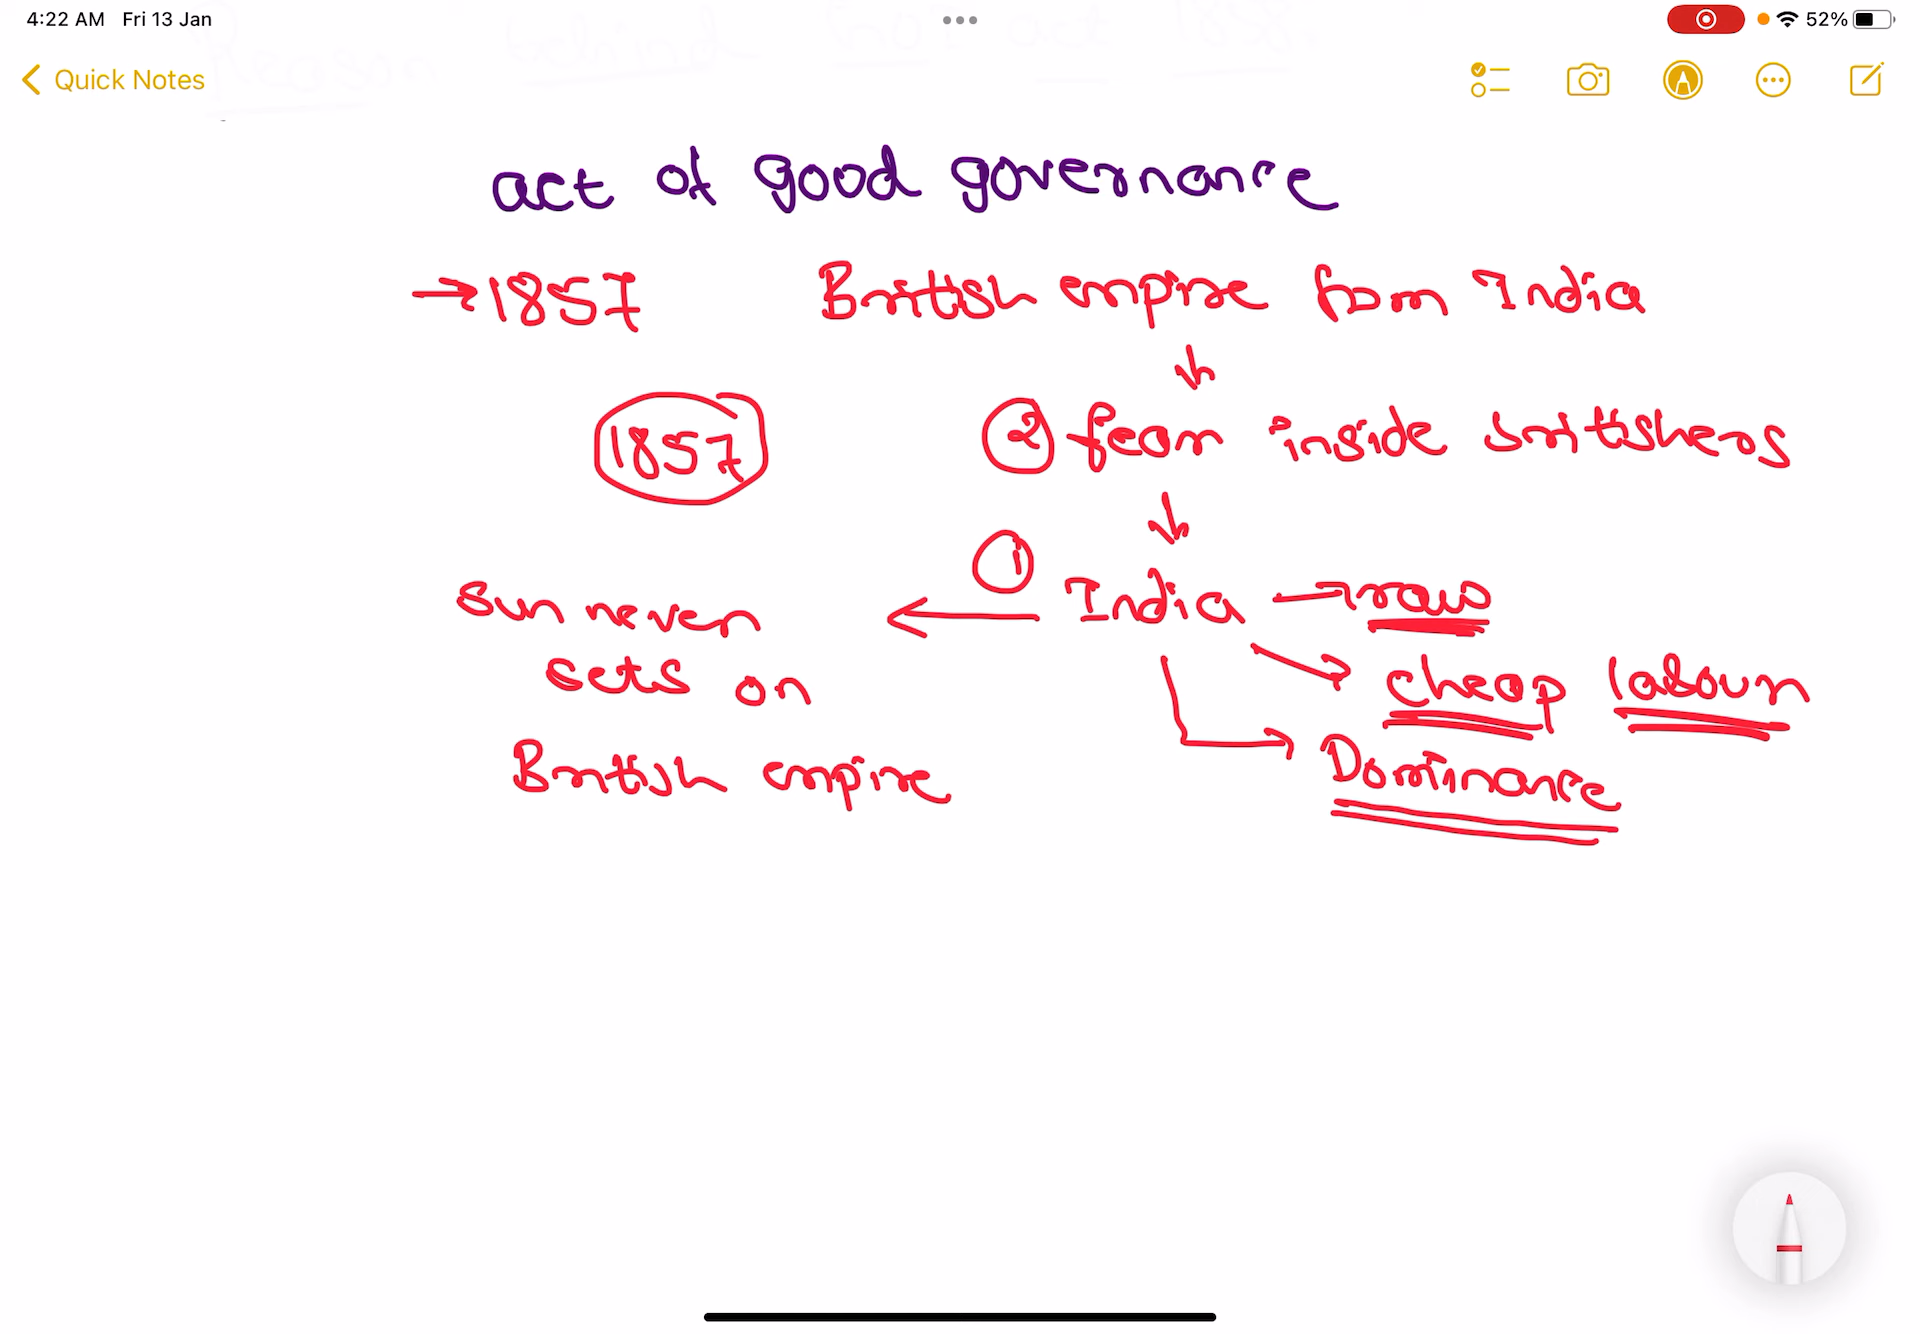 4:22 AM Fri 13 Jan
52%
Quick Notes
act of good governance
→1857 British empire from India
1857 ② fear inside britishers
① India → raw
sun never
sets on
cheap labour
British empire
Dominance